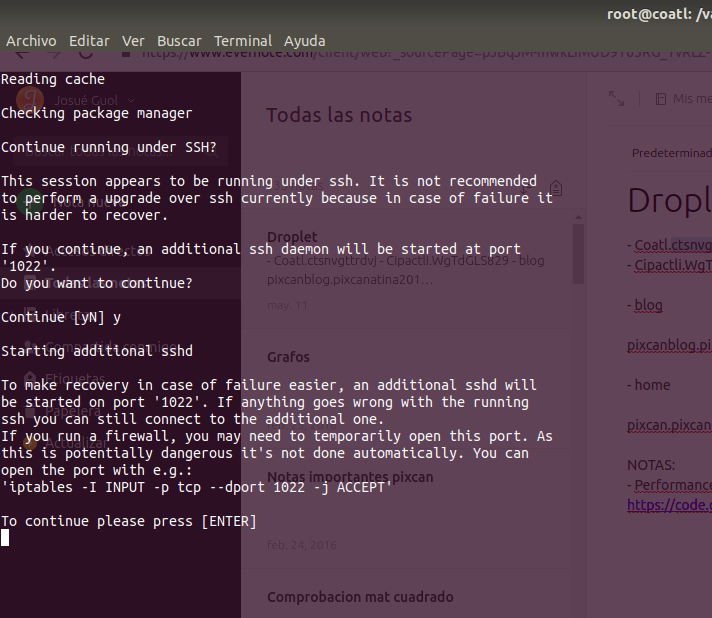 root@coatl: /va
Archivo Editar Ver Buscar Terminal Ayuda
Reading cache
Checking package manager
Continue running under SSH?
This session appears to be running under ssh. It is not recommended
to perform a upgrade over ssh currently because in case of failure it
is harder to recover.
If you continue, an additional ssh daemon will be started at port
'1022'.
Do you want to continue?
Continue [yN] y
Starting additional sshd
To make recovery in case of failure easier, an additional sshd will
be started on port '1022'. If anything goes wrong with the running
ssh you can still connect to the additional one.
If you run a firewall, you may need to temporarily open this port. As
this is potentially dangerous it's not done automatically. You can
open the port with e.g.:
'iptables -I INPUT -p tcp --dport 1022 -j ACCEPT'
To continue please press [ENTER]
Josué Guol
Todas las notas
Droplet
- Coatl.ctsnvgttrdvj - Cipactli.WgTdGLS829 - blog
pixcanblog.pixcanatina201...
may. 11
Grafos
Notas importantes pixcan
feb. 24, 2016
Comprobacion mat cuadrado
Mis me
Predeterminad
Droplet
- Coatl.ctsnvg
- Cipactli.WgT
- blog
pixcanblog.pi
- home
pixcan.pixcan
NOTAS:
- Performance
https://code.g